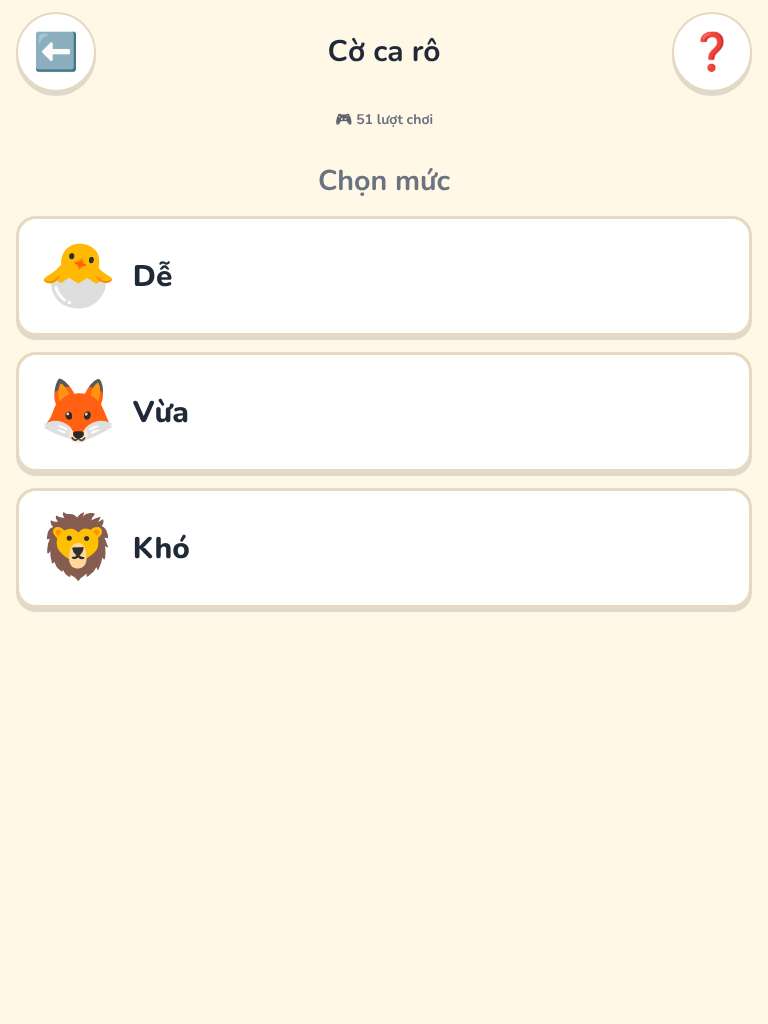 Cờ ca rô
🎮 51 lượt chơi
Chọn mức
Dễ
Vừa
Khó